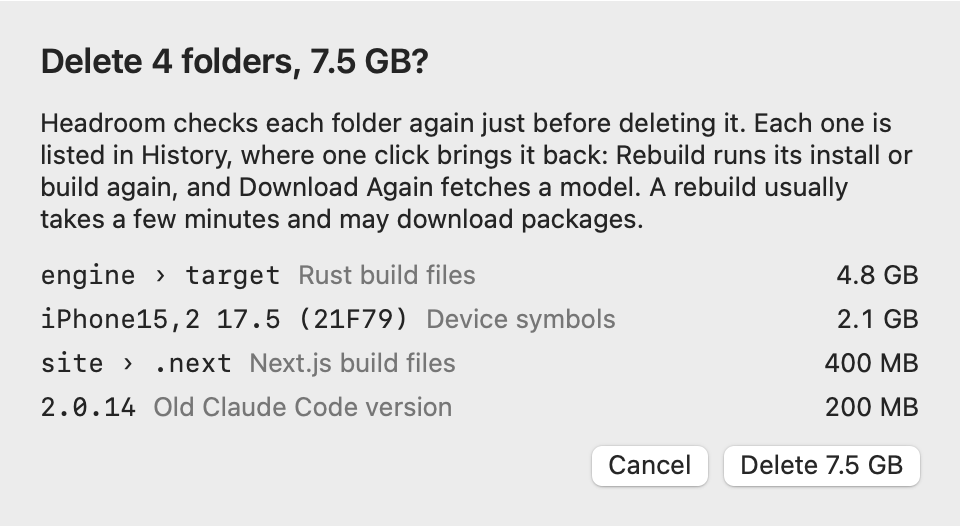 Delete 4 folders, 7.5 GB?
Headroom checks each folder again just before deleting it. Each one is
listed in History, where one click brings it back: Rebuild runs its install or
build again, and Download Again fetches a model. A rebuild usually
takes a few minutes and may download packages.
engine › target Rust build files 4.8 GB
iPhone15,2 17.5 (21F79) Device symbols 2.1 GB
site › .next Next.js build files 400 MB
2.0.14 Old Claude Code version 200 MB
Cancel Delete 7.5 GB